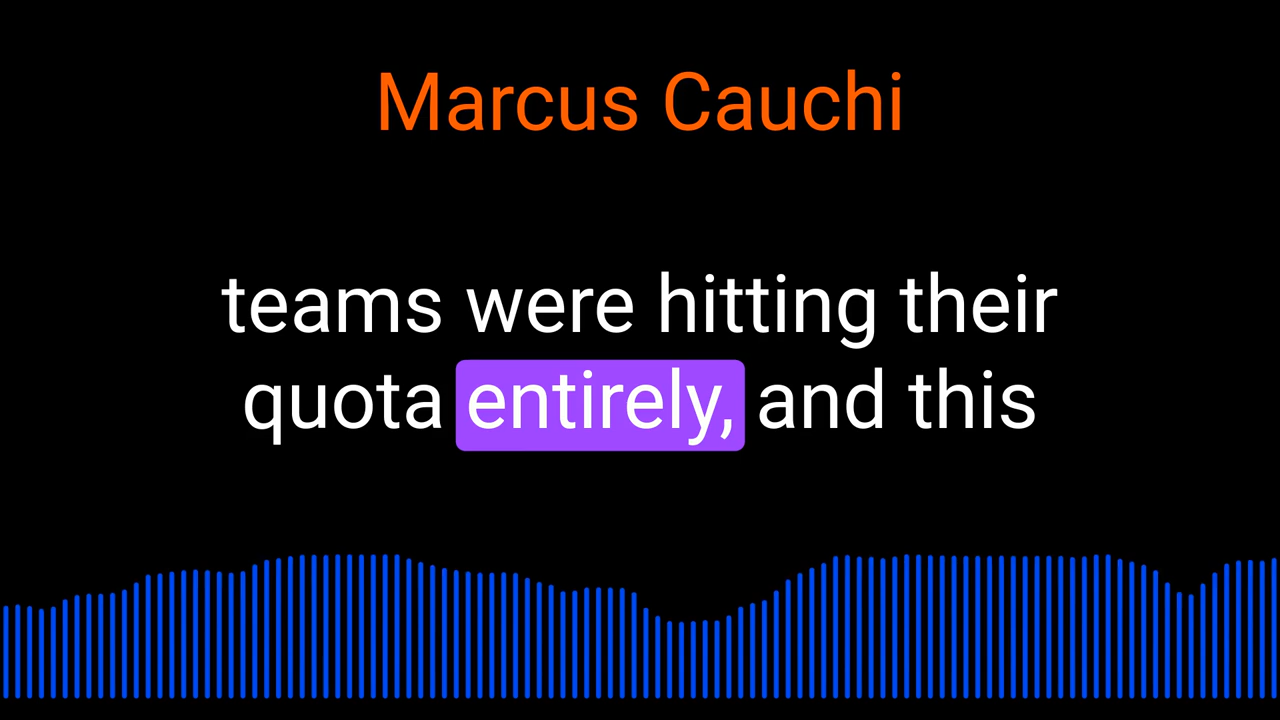 Marcus Cauchi
teams were hitting their
quota entirely, and this